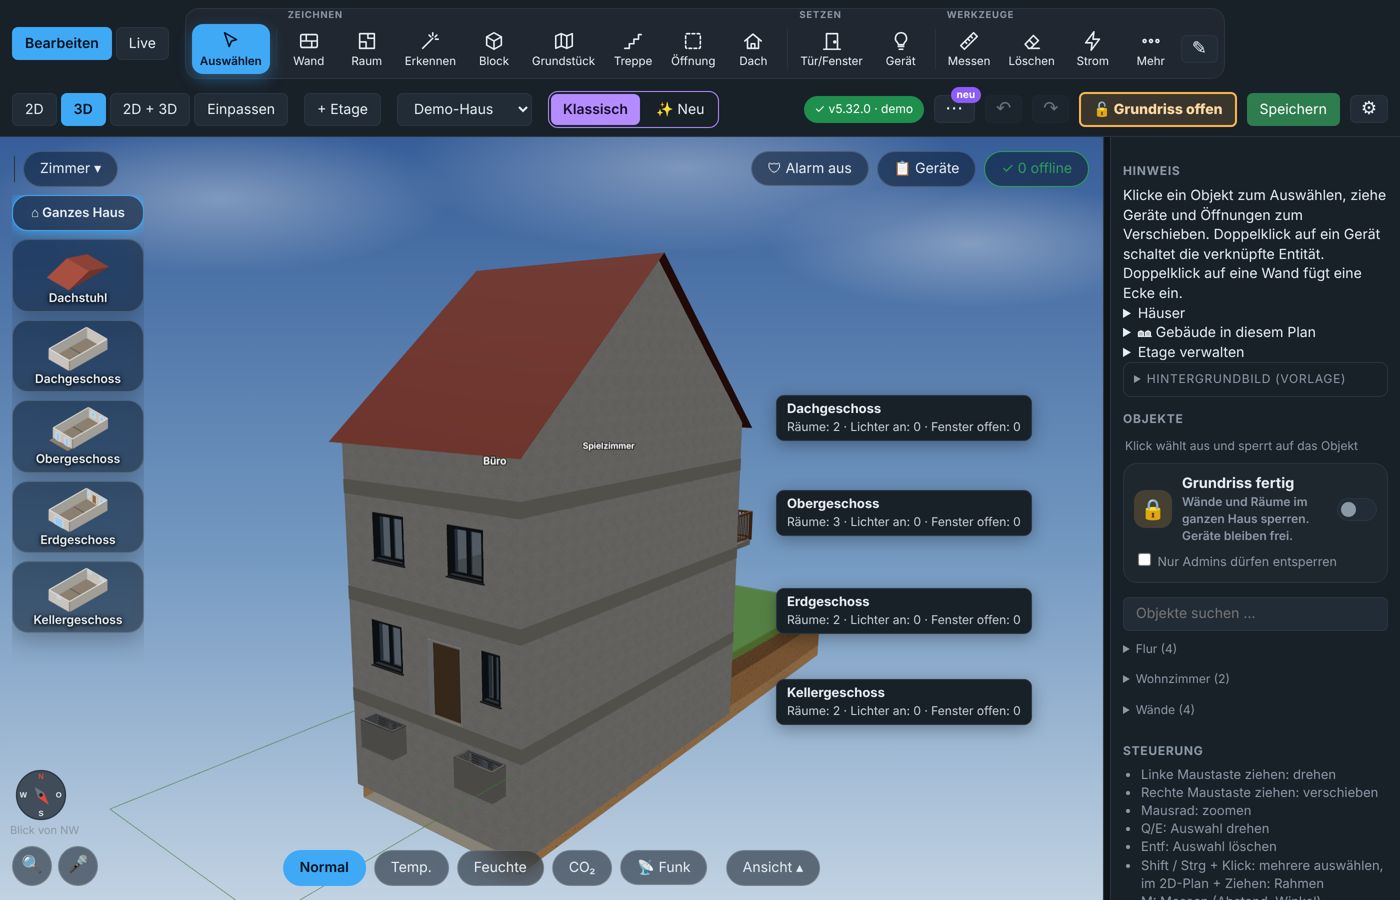 Bearbeiten
Live
ZEICHNEN
SETZEN
WERKZEUGE
Auswählen
Wand
Raum
Erkennen
Block
Grundstück
Treppe
Öffnung
Dach
Tür/Fenster
Gerät
Messen
Löschen
Strom
Mehr
2D
3D
2D + 3D
Einpassen
+ Etage
Demo-Haus
Klassisch
✨ Neu
✓ v5.32.0 · demo
neu
Grundriss offen
Speichern
Zimmer ▾
Alarm aus
Geräte
✓ 0 offline
⌂ Ganzes Haus
Dachstuhl
Dachgeschoss
Obergeschoss
Erdgeschoss
Kellergeschoss
Büro
Spielzimmer
Dachgeschoss
Räume: 2 · Lichter an: 0 · Fenster offen: 0
Obergeschoss
Räume: 3 · Lichter an: 0 · Fenster offen: 0
Erdgeschoss
Räume: 2 · Lichter an: 0 · Fenster offen: 0
Kellergeschoss
Räume: 2 · Lichter an: 0 · Fenster offen: 0
N
W
O
S
Blick von NW
Normal
Temp.
Feuchte
CO₂
Funk
Ansicht ▴
HINWEIS
Klicke ein Objekt zum Auswählen, ziehe
Geräte und Öffnungen zum
Verschieben. Doppelklick auf ein Gerät
schaltet die verknüpfte Entität.
Doppelklick auf eine Wand fügt eine
Ecke ein.
▶ Häuser
▶ Gebäude in diesem Plan
▶ Etage verwalten
▶ HINTERGRUNDBILD (VORLAGE)
OBJEKTE
Klick wählt aus und sperrt auf das Objekt
Grundriss fertig
Wände und Räume im
ganzen Haus sperren.
Geräte bleiben frei.
Nur Admins dürfen entsperren
Objekte suchen ...
▶ Flur (4)
▶ Wohnzimmer (2)
▶ Wände (4)
STEUERUNG
• Linke Maustaste ziehen: drehen
• Rechte Maustaste ziehen: verschieben
• Mausrad: zoomen
• Q/E: Auswahl drehen
• Entf: Auswahl löschen
• Shift / Strg + Klick: mehrere auswählen,
im 2D-Plan + Ziehen: Rahmen
• M: Messen (Abstand, Winkel)